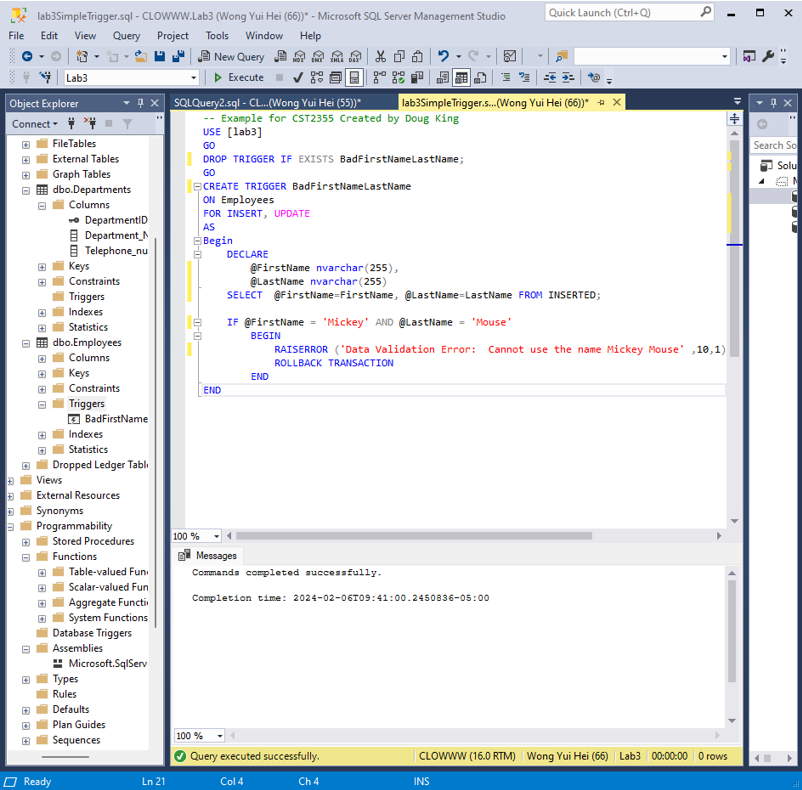 lab3SimpleTrigger.sql - CLOWWW.Lab3 (Wong Yui Hei (66))* - Microsoft SQL Server Management Studio
Quick Launch (Ctrl+Q)
File Edit View Query Project Tools Window Help
New Query
MDX DMX XMLA DAX
Lab3
Execute
Object Explorer
SQLQuery2.sql - CL...(Wong Yui Hei (55))*
lab3SimpleTrigger.s...(Wong Yui Hei (66))*
Connect
Search So
Solu
FileTables
External Tables
Graph Tables
dbo.Departments
Columns
DepartmentID
Department_N
Telephone_nu
Keys
Constraints
Triggers
Indexes
Statistics
dbo.Employees
Columns
Keys
Constraints
Triggers
BadFirstName
Indexes
Statistics
Dropped Ledger Table
Views
External Resources
Synonyms
Programmability
Stored Procedures
Functions
Table-valued Fun
Scalar-valued Fun
Aggregate Functi
System Functions
Database Triggers
Assemblies
Microsoft.SqlServ
Types
Rules
Defaults
Plan Guides
Sequences
-- Example for CST2355 Created by Doug King
USE [lab3]
GO
DROP TRIGGER IF EXISTS BadFirstNameLastName;
GO
CREATE TRIGGER BadFirstNameLastName
ON Employees
FOR INSERT, UPDATE
AS
Begin
DECLARE
@FirstName nvarchar(255),
@LastName nvarchar(255)
SELECT @FirstName=FirstName, @LastName=LastName FROM INSERTED;
IF @FirstName = 'Mickey' AND @LastName = 'Mouse'
BEGIN
RAISERROR ('Data Validation Error: Cannot use the name Mickey Mouse' ,10,1)
ROLLBACK TRANSACTION
END
END
100 %
Messages
Commands completed successfully.
Completion time: 2024-02-06T09:41:00.2450836-05:00
100 %
Query executed successfully.
CLOWWW (16.0 RTM) Wong Yui Hei (66) Lab3 00:00:00 0 rows
Ready Ln 21 Col 4 Ch 4 INS